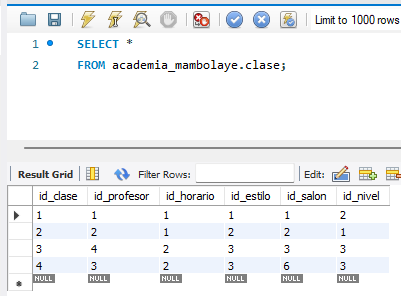 Limit to 1000 rows
1 SELECT *
2 FROM academia_mambolaye.clase;
Result Grid Filter Rows: Edit:
id_clase id_profesor id_horario id_estilo id_salon id_nivel
1 1 1 1 1 2
2 2 1 2 2 1
3 4 2 3 3 3
4 3 2 3 6 3
NULL NULL NULL NULL NULL NULL